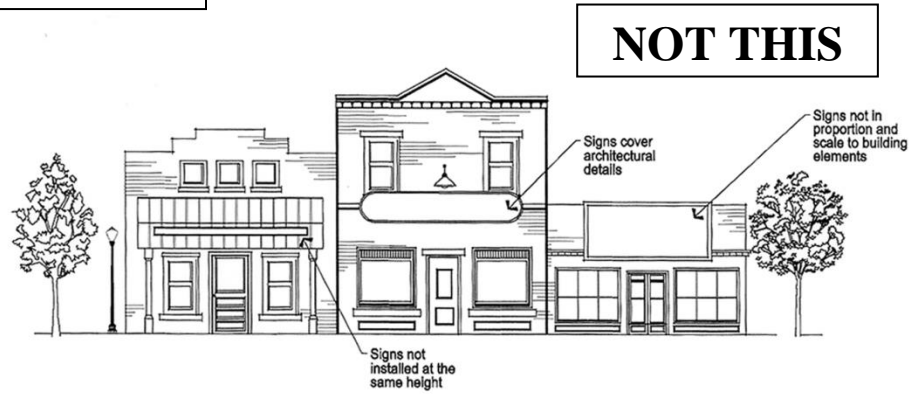 NOT THIS
Signs cover
architectural
details
Signs not in
proportion and
scale to building
elements
Signs not
installed at the
same height